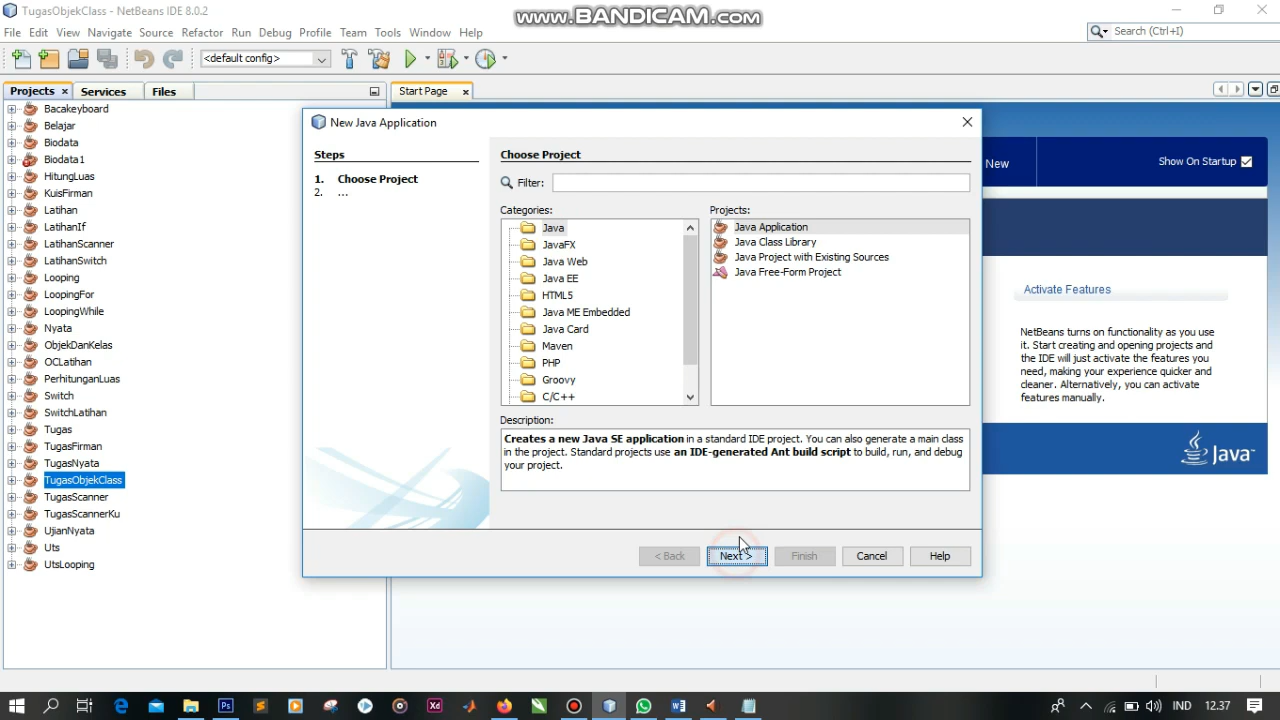 TugasObjekClass - NetBeans IDE 8.0.2
www.BANDICAM.com
File Edit View Navigate Source Refactor Run Debug Profile Team Tools Window Help
Search (Ctrl+I)
<default config>
Projects Services Files
Start Page
Bacakeyboard
Belajar
Biodata
Biodata1
HitungLuas
KuisFirman
Latihan
LatihanIf
LatihanScanner
LatihanSwitch
Looping
LoopingFor
LoopingWhile
Nyata
ObjekDanKelas
OCLatihan
PerhitunganLuas
Switch
SwitchLatihan
Tugas
TugasFirman
TugasNyata
TugasObjekClass
TugasScanner
TugasScannerKu
UjianNyata
Uts
UtsLooping
New Java Application
Steps
1. Choose Project
2. ...
Choose Project
Filter:
Categories:
Java
JavaFX
Java Web
Java EE
HTML5
Java ME Embedded
Java Card
Maven
PHP
Groovy
C/C++
Projects:
Java Application
Java Class Library
Java Project with Existing Sources
Java Free-Form Project
Description:
Creates a new Java SE application in a standard IDE project. You can also generate a main class
in the project. Standard projects use an IDE-generated Ant build script to build, run, and debug
your project.
< Back Next > Finish Cancel Help
New
Show On Startup
Activate Features
NetBeans turns on functionality as you use
it. Start creating and opening projects and
the IDE will just activate the features you
need, making your experience quicker and
cleaner. Alternatively, you can activate
features manually.
Java
IND 12.37